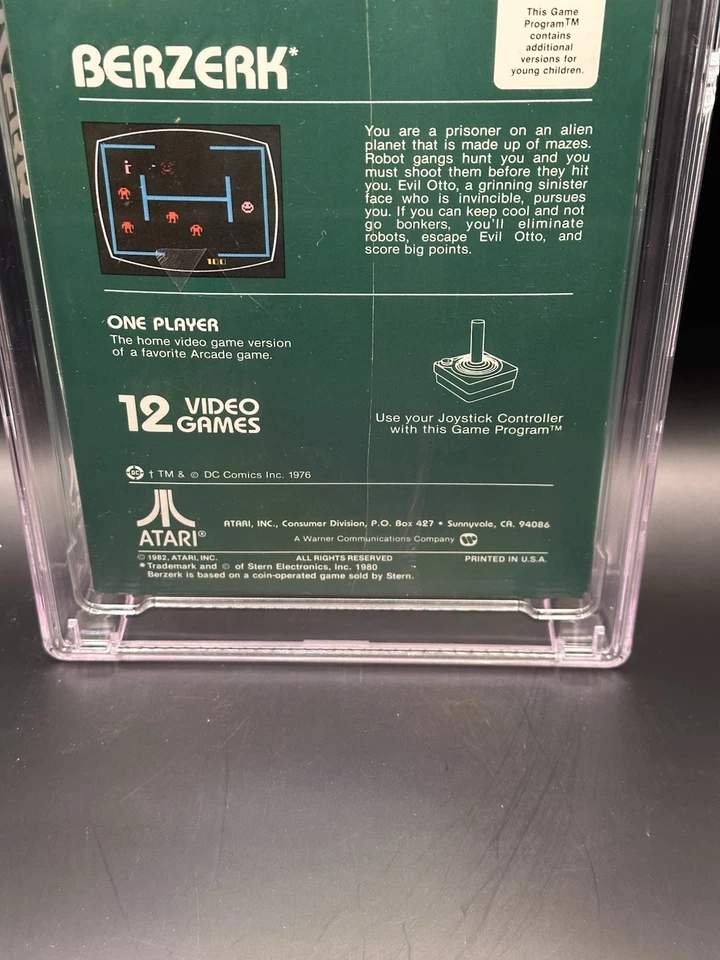 This Game
Program™
contains
additional
versions for
young children.
BERZERK*
You are a prisoner on an alien
planet that is made up of mazes.
Robot gangs hunt you and you
must shoot them before they hit
you. Evil Otto, a grinning sinister
face who is invincible, pursues
you. If you can keep cool and not
go bonkers, you'll eliminate
robots, escape Evil Otto, and
score big points.
100
ONE PLAYER
The home video game version
of a favorite Arcade game.
12 VIDEO
GAMES
Use your Joystick Controller
with this Game Program™
DC † TM & © DC Comics Inc. 1976
ATARI®
ATARI, INC., Consumer Division, P.O. Box 427 • Sunnyvale, CA. 94086
A Warner Communications Company
© 1982, ATARI, INC. ALL RIGHTS RESERVED PRINTED IN U.S.A.
* Trademark and © of Stern Electronics, Inc. 1980
Berzerk is based on a coin-operated game sold by Stern.